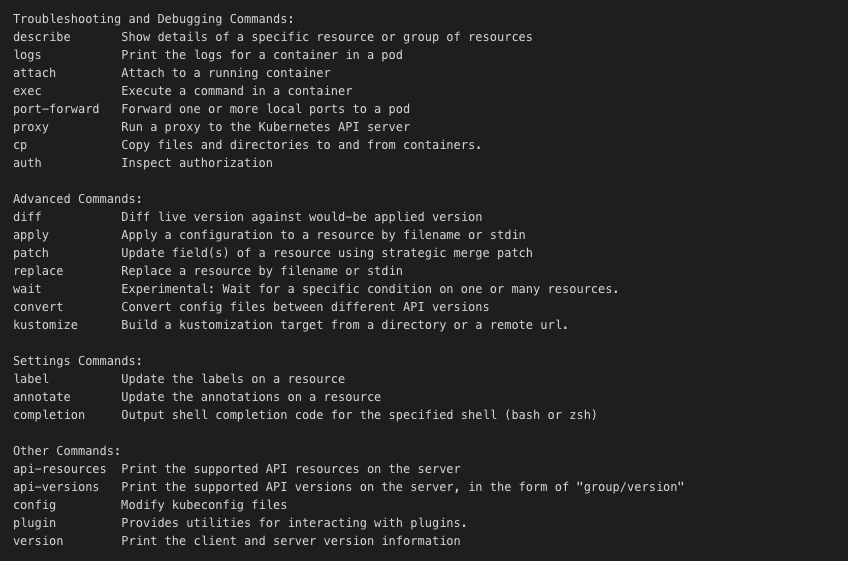 Troubleshooting and Debugging Commands:
describe       Show details of a specific resource or group of resources
logs           Print the logs for a container in a pod
attach         Attach to a running container
exec           Execute a command in a container
port-forward   Forward one or more local ports to a pod
proxy          Run a proxy to the Kubernetes API server
cp             Copy files and directories to and from containers.
auth           Inspect authorization

Advanced Commands:
diff           Diff live version against would-be applied version
apply          Apply a configuration to a resource by filename or stdin
patch          Update field(s) of a resource using strategic merge patch
replace        Replace a resource by filename or stdin
wait           Experimental: Wait for a specific condition on one or many resources.
convert        Convert config files between different API versions
kustomize      Build a kustomization target from a directory or a remote url.

Settings Commands:
label          Update the labels on a resource
annotate       Update the annotations on a resource
completion     Output shell completion code for the specified shell (bash or zsh)

Other Commands:
api-resources  Print the supported API resources on the server
api-versions   Print the supported API versions on the server, in the form of "group/version"
config         Modify kubeconfig files
plugin         Provides utilities for interacting with plugins.
version        Print the client and server version information